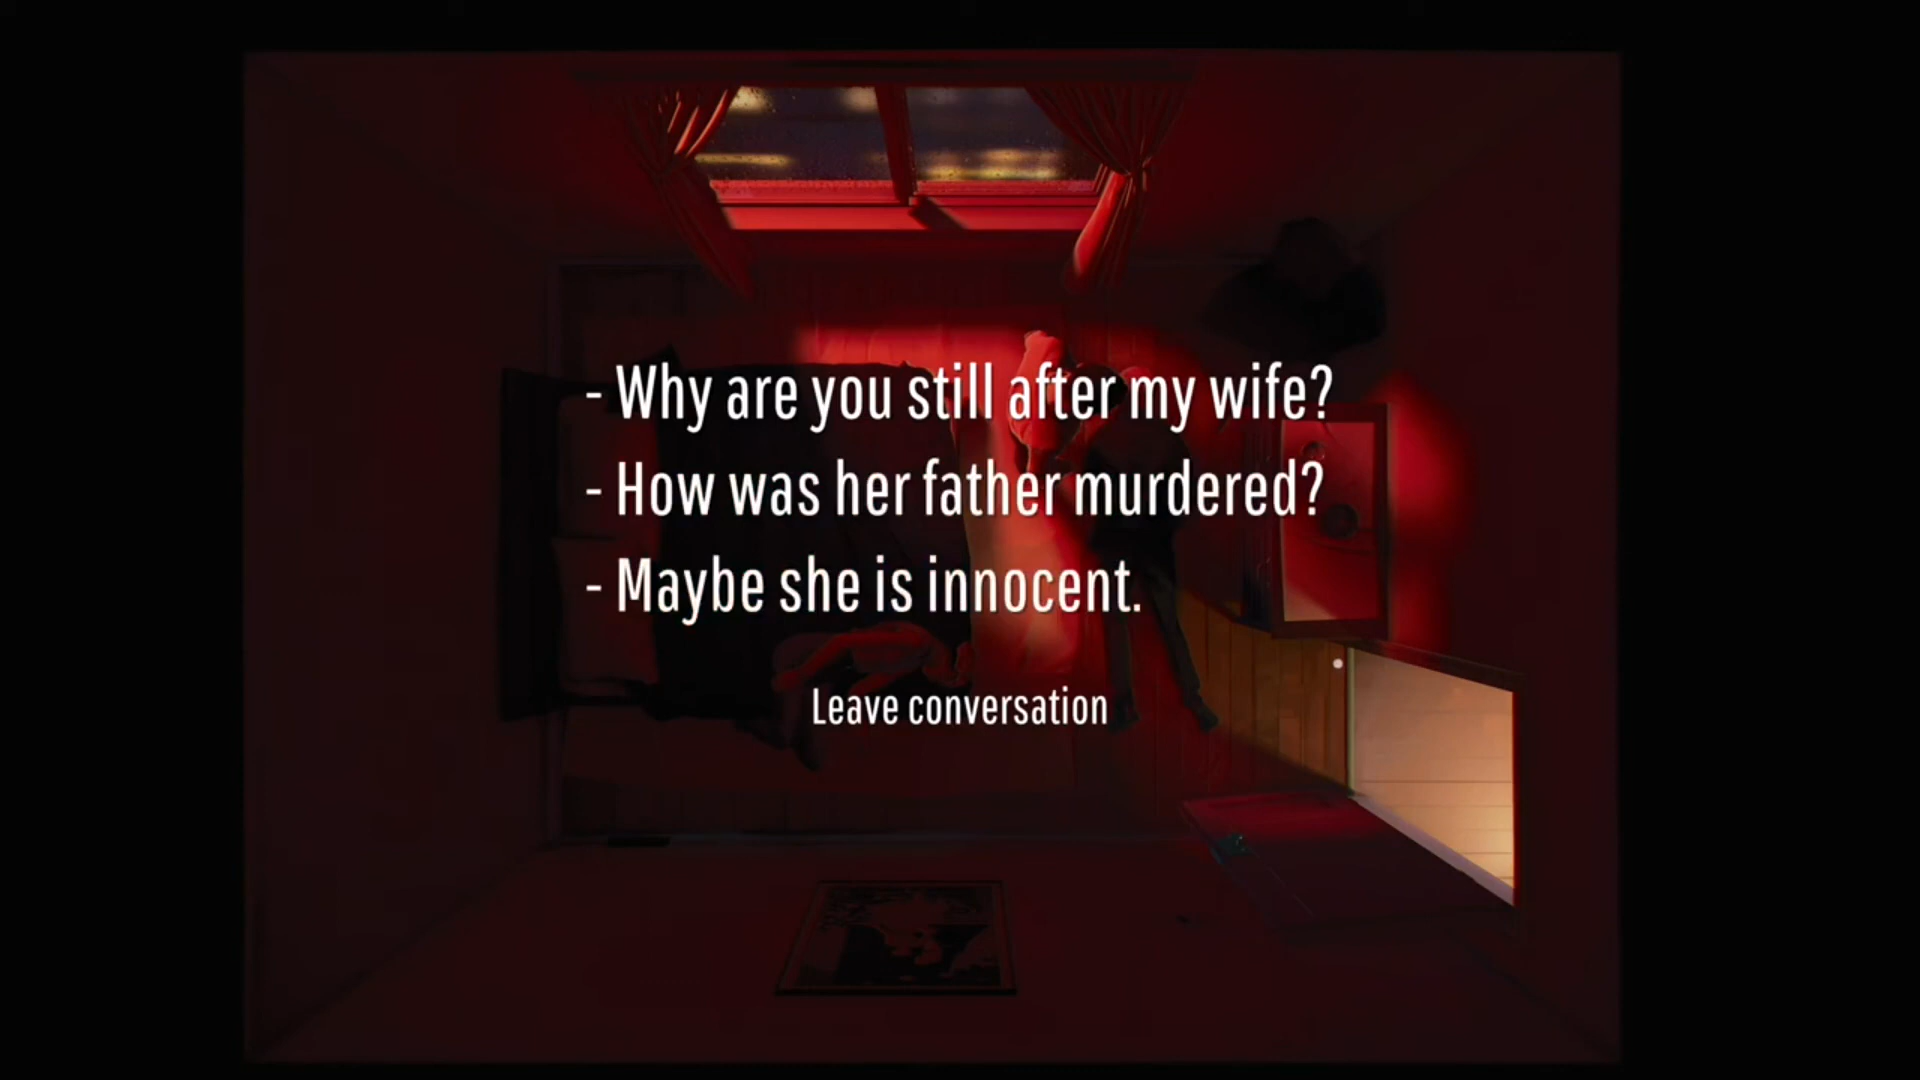 - Why are you still after my wife?
- How was her father murdered?
- Maybe she is innocent.
Leave conversation